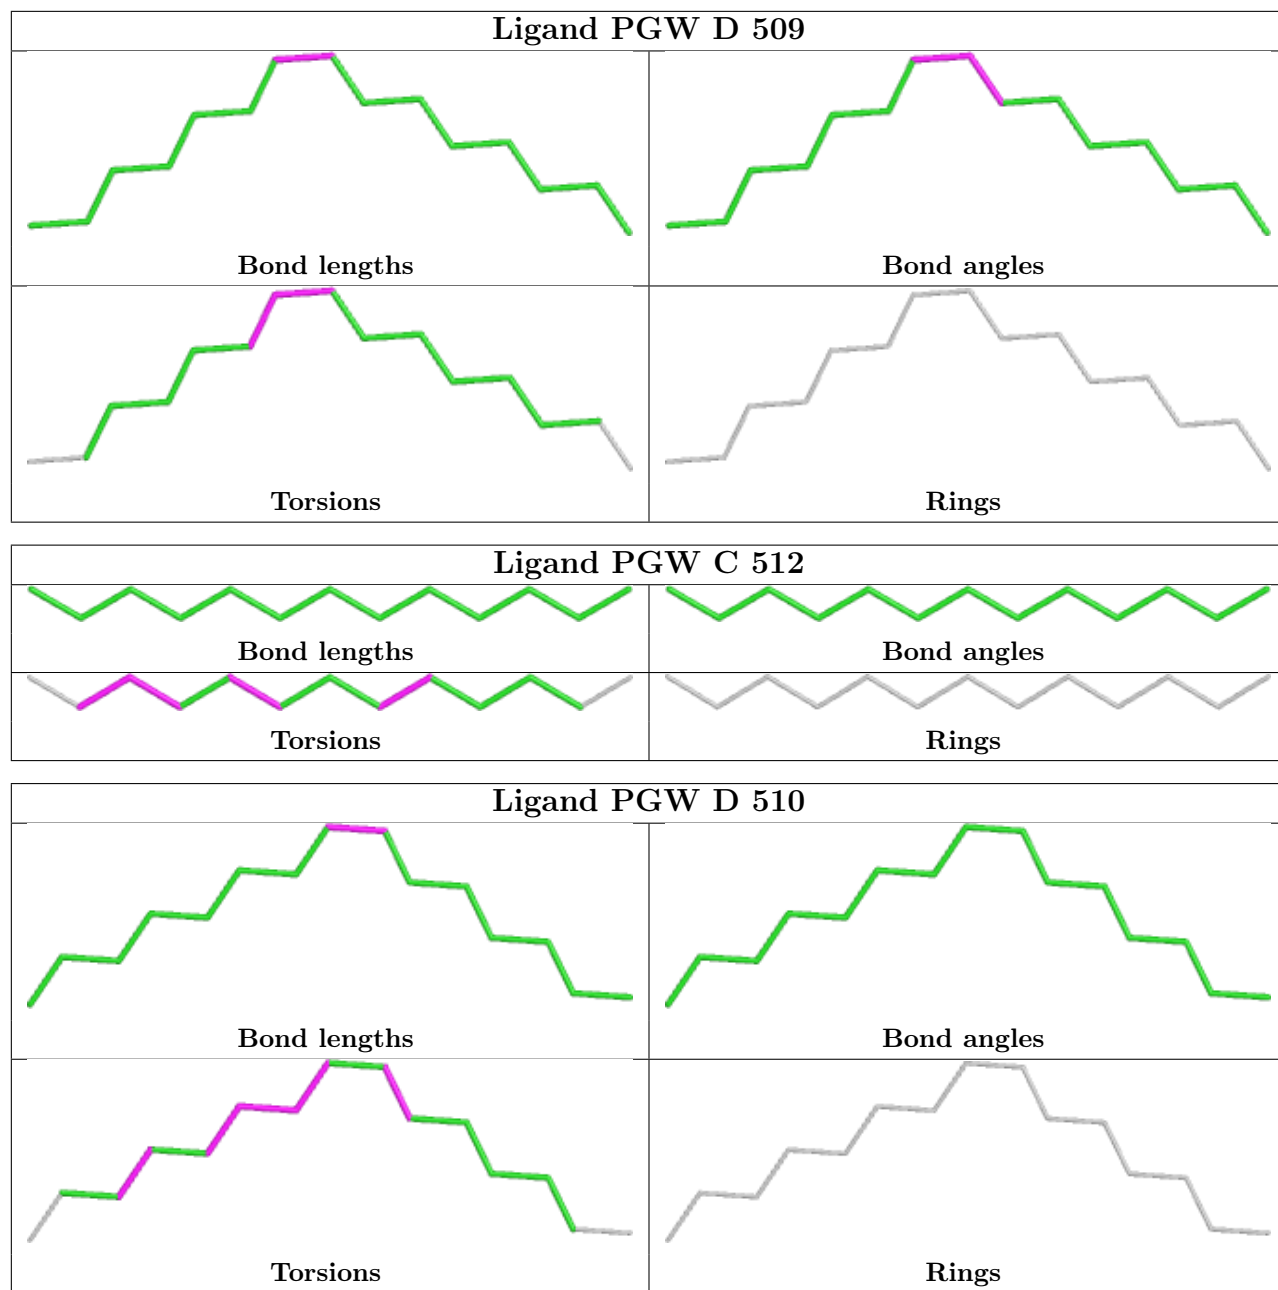 Ligand PGW D 509
Bond lengths
Bond angles
Torsions
Rings
Ligand PGW C 512
Bond lengths
Bond angles
Torsions
Rings
Ligand PGW D 510
Bond lengths
Bond angles
Torsions
Rings